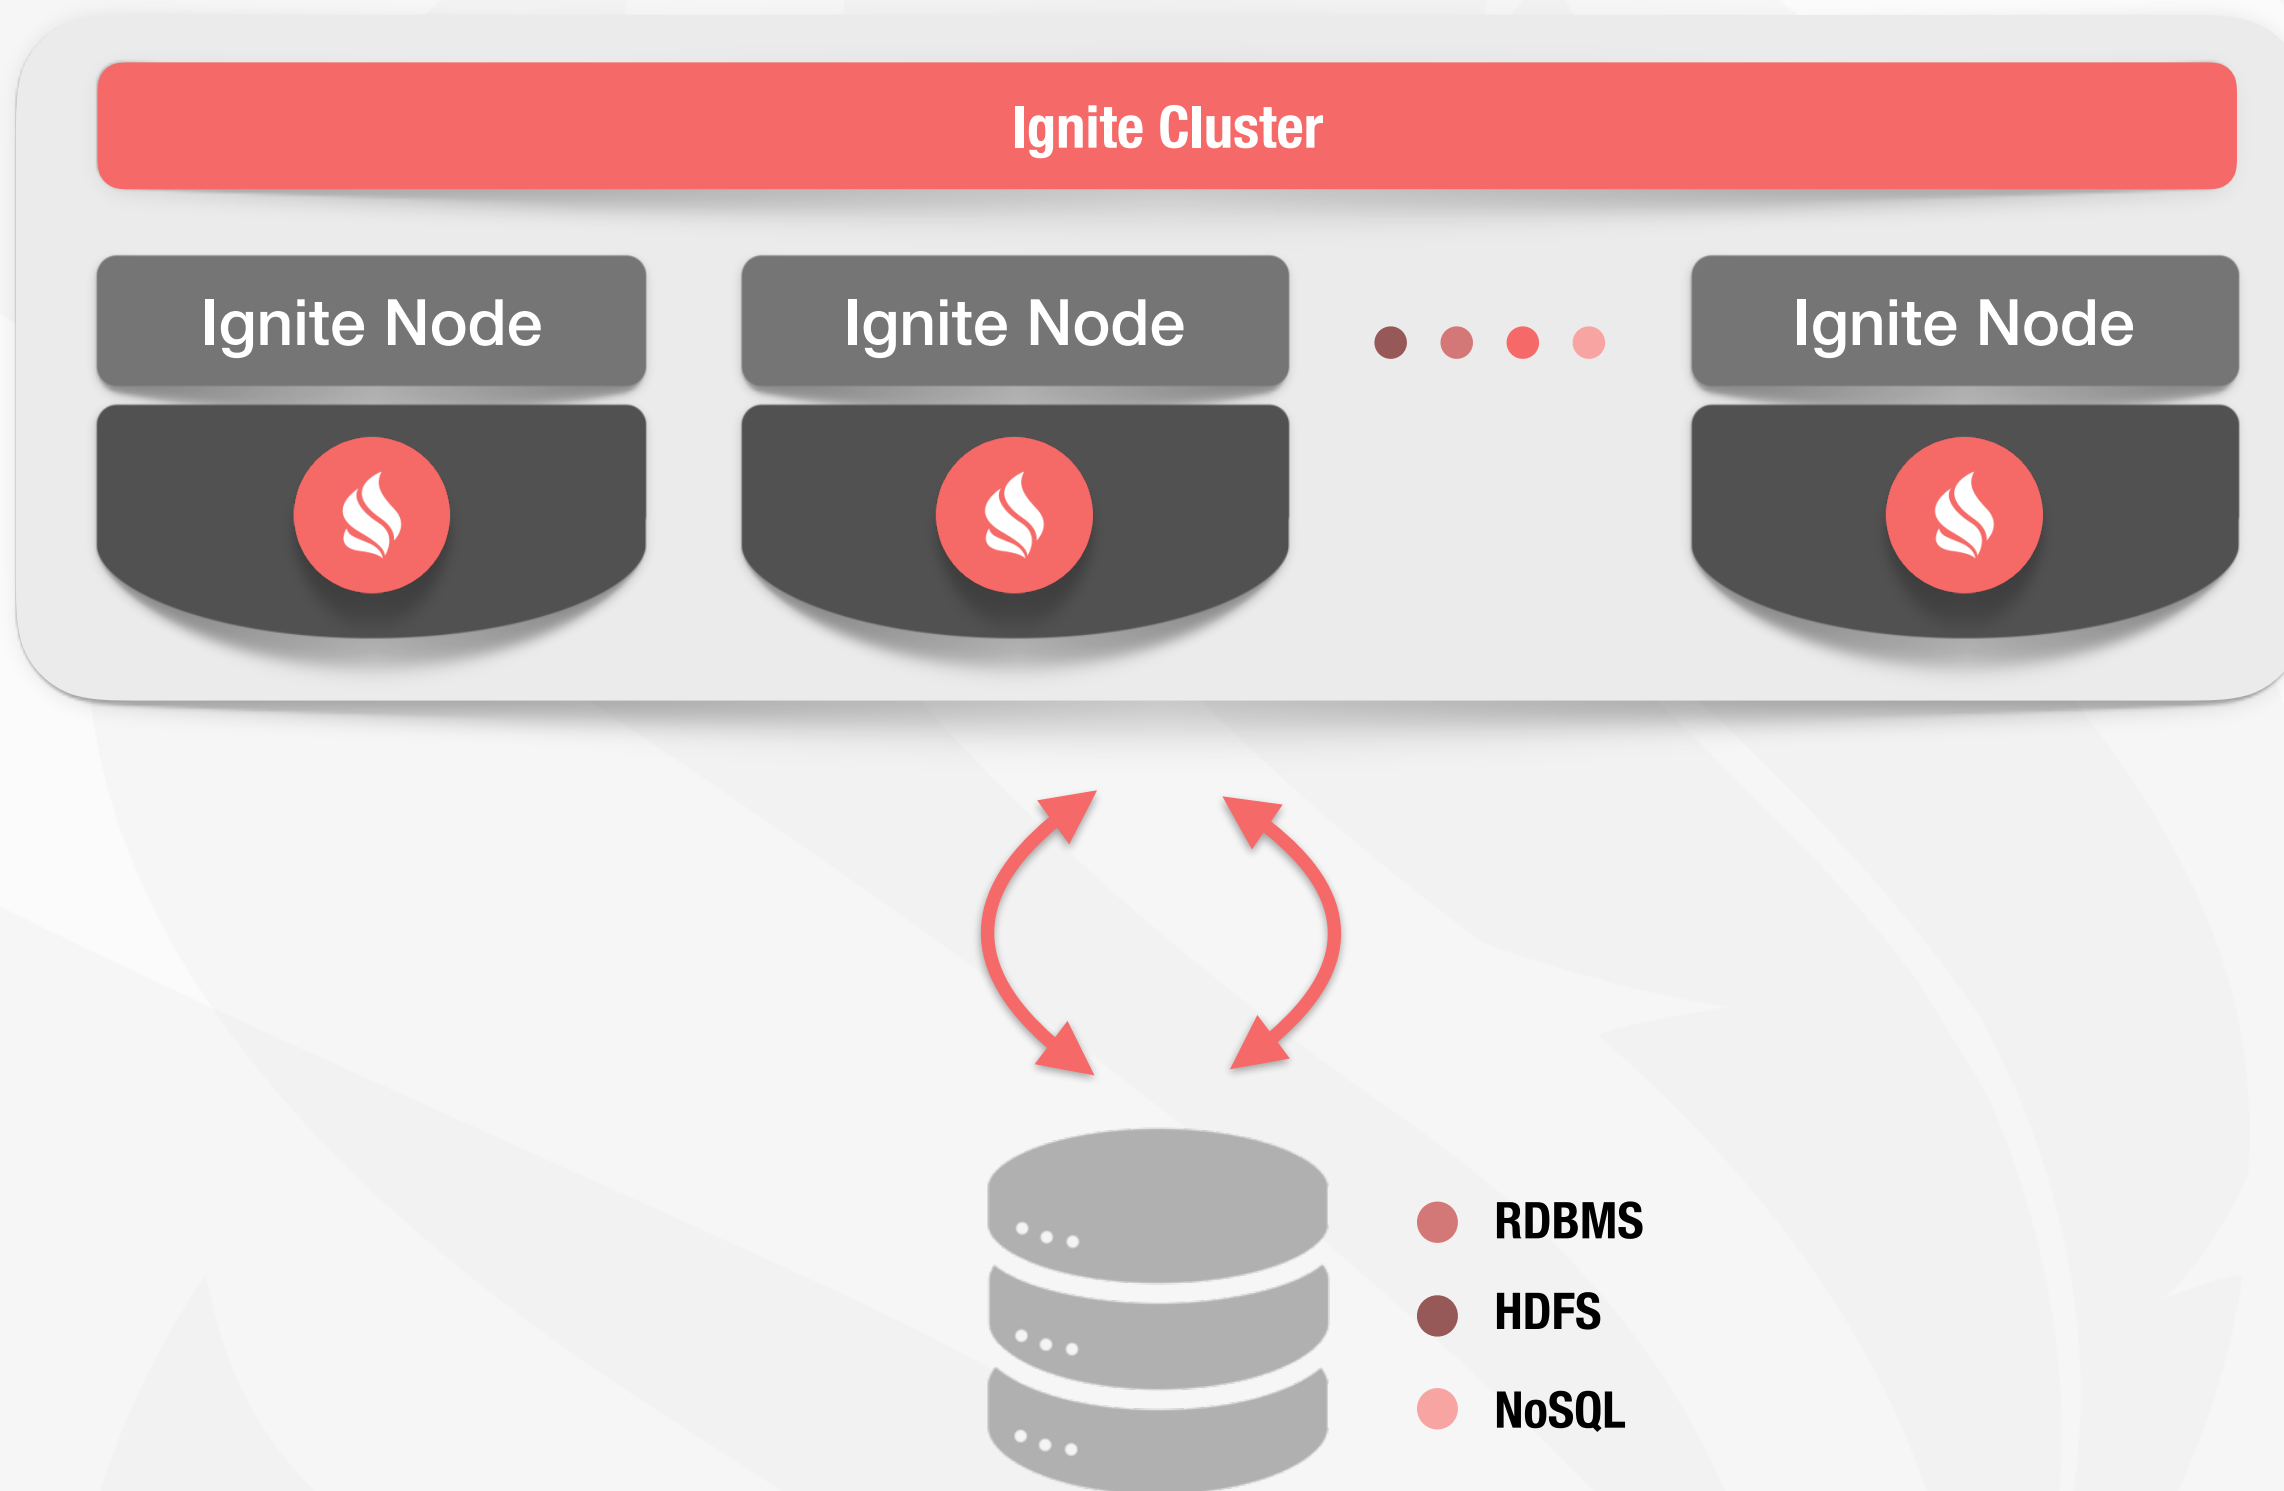 Ignite Cluster
Ignite Node
Ignite Node
Ignite Node
RDBMS
HDFS
NoSQL